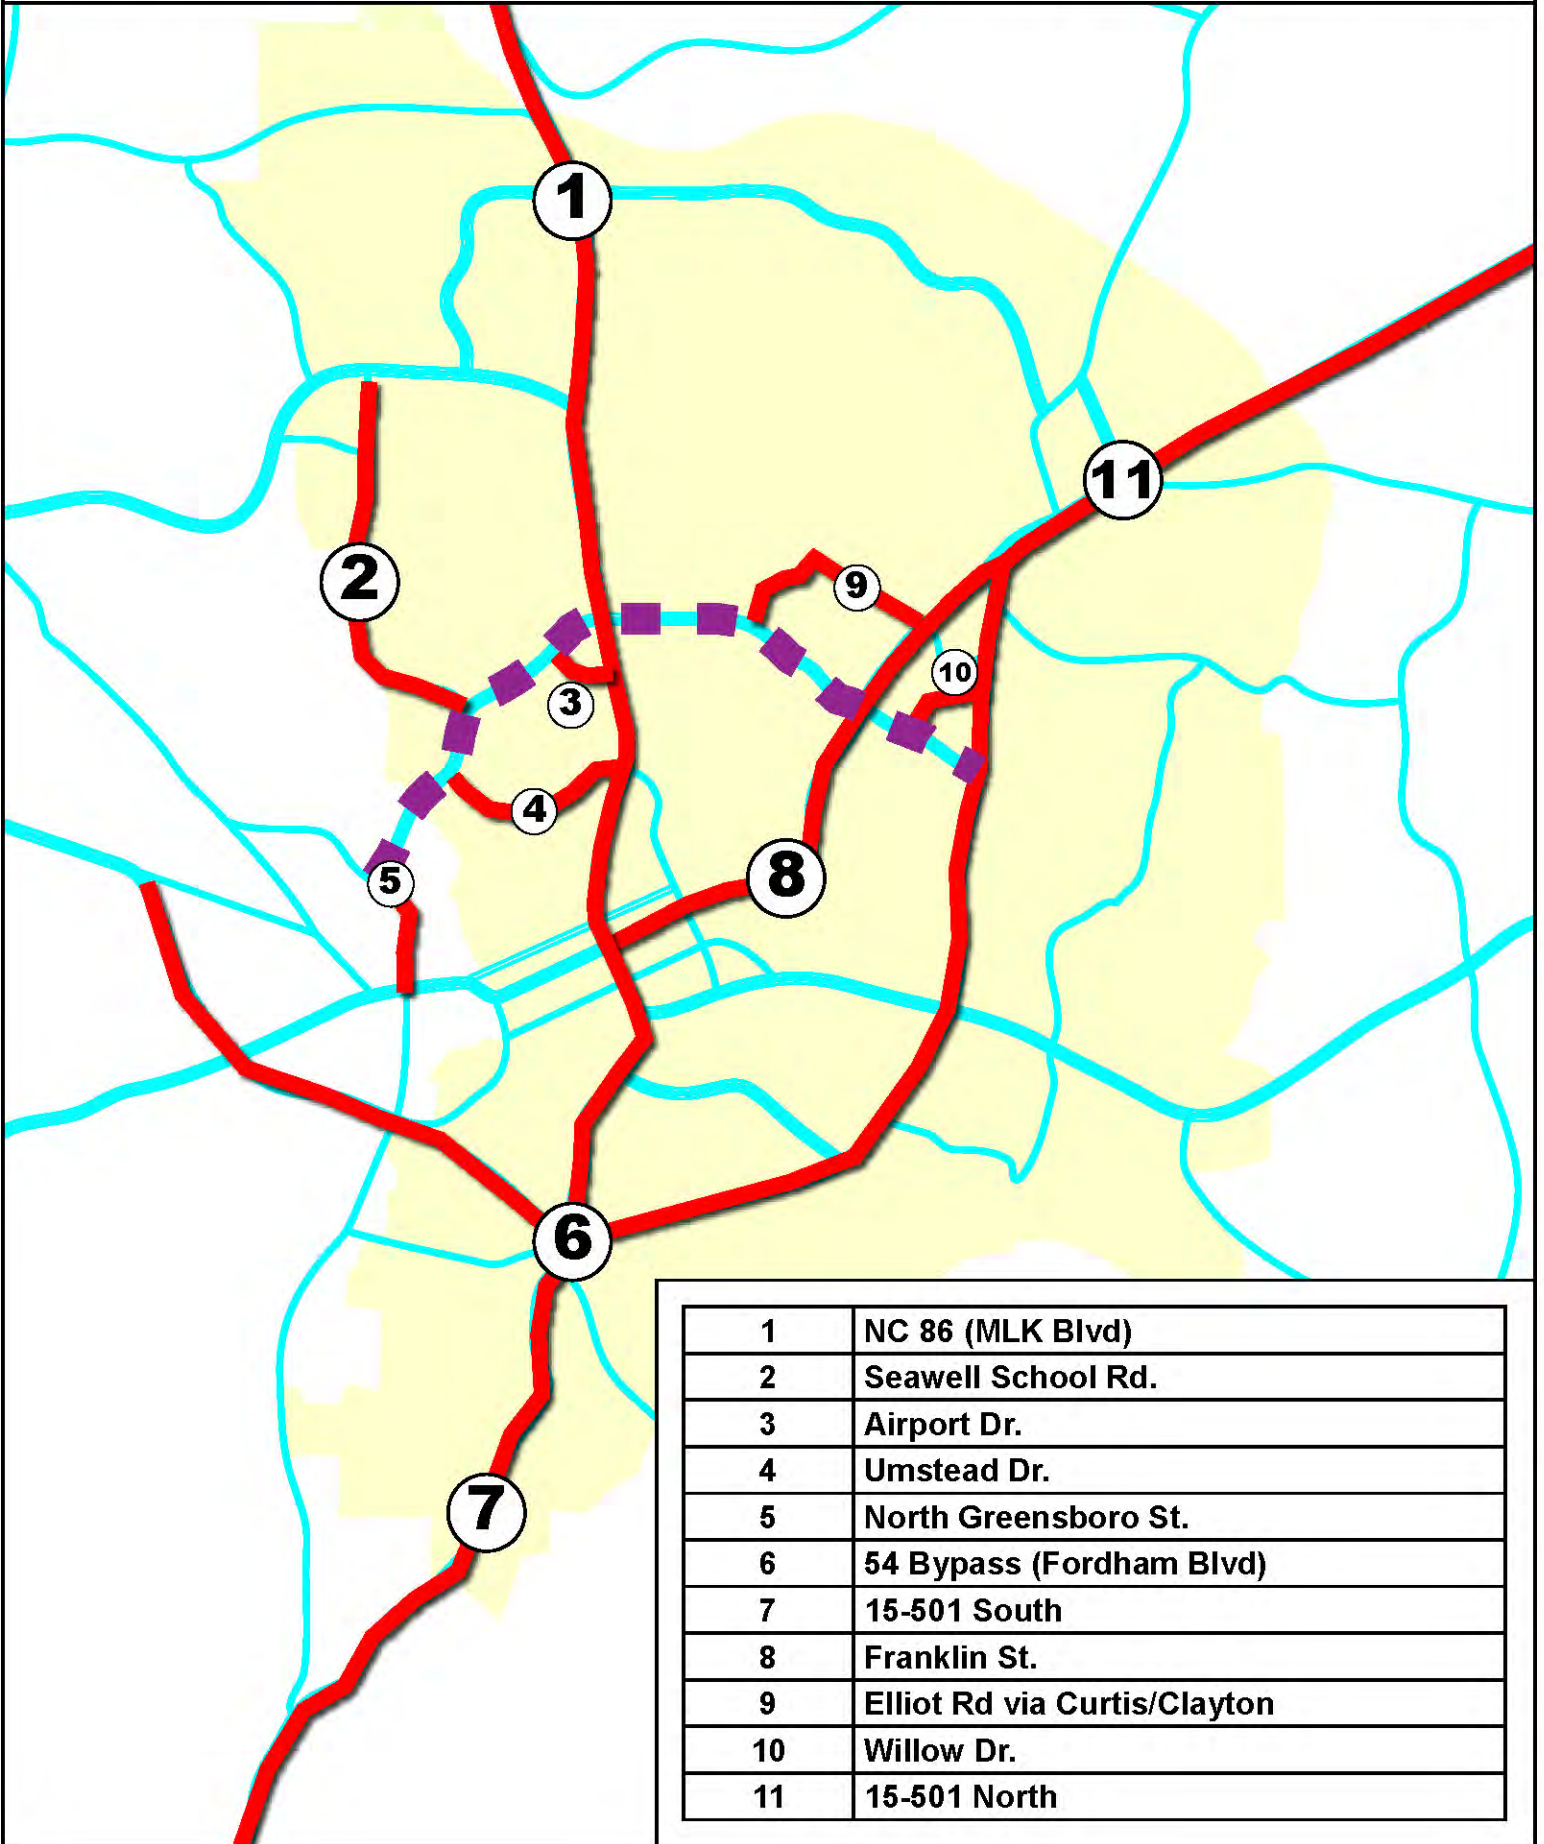 1
11
2
9
10
3
4
8
5
6
7
1 NC 86 (MLK Blvd)
2 Seawell School Rd.
3 Airport Dr.
4 Umstead Dr.
5 North Greensboro St.
6 54 Bypass (Fordham Blvd)
7 15-501 South
8 Franklin St.
9 Elliot Rd via Curtis/Clayton
10 Willow Dr.
11 15-501 North